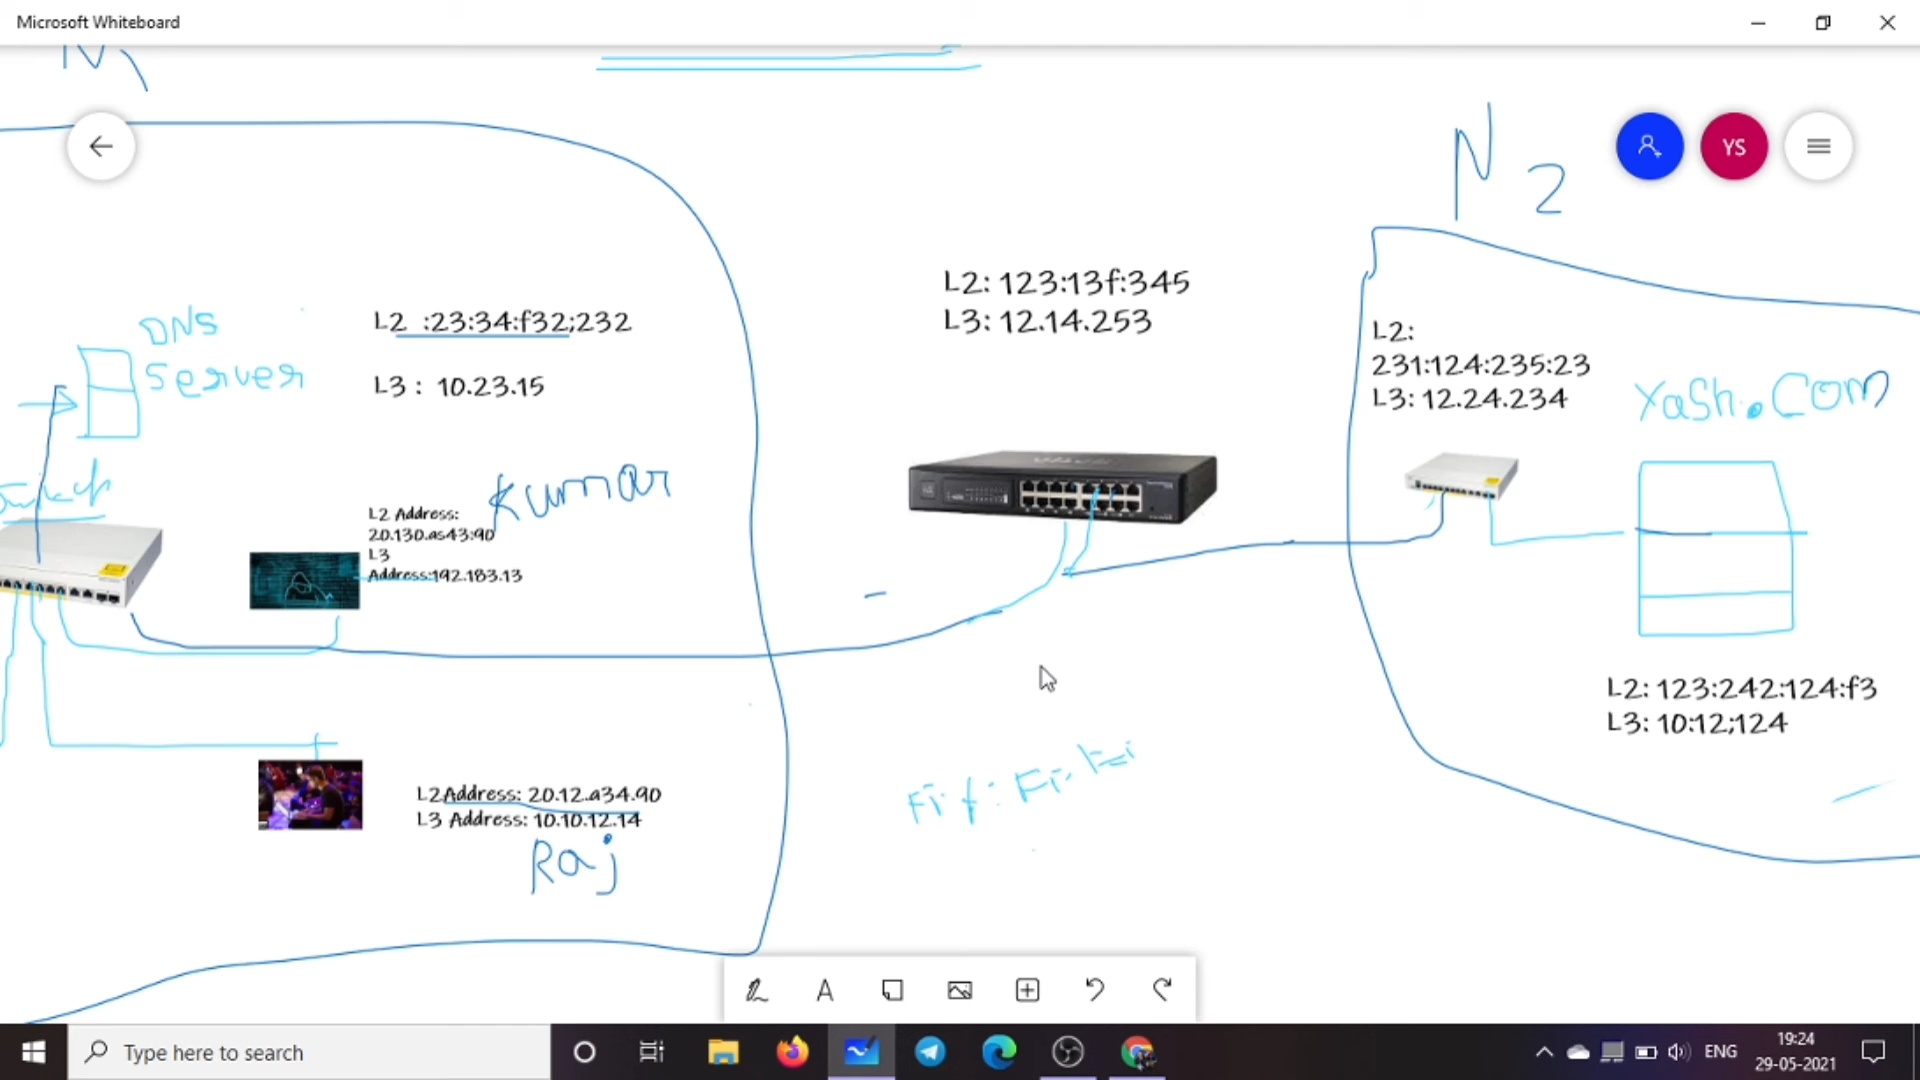 Microsoft Whiteboard
N
N 2
YS
DNS
Server
L2 :23:34:f32;232
L3 : 10.23.15
L2: 123:13f:345
L3: 12.14.253
L2:
231:124:235:23
L3: 12.24.234
Yash.Com
Kumar
L2 Address:
20.130.as43:90
L3
Address:192.183.13
L2: 123:242:124:f3
L3: 10:12;124
L2Address: 20.12.a34.90
L3 Address: 10.10.12.14
Raj
Type here to search
ENG
19:24
29-05-2021